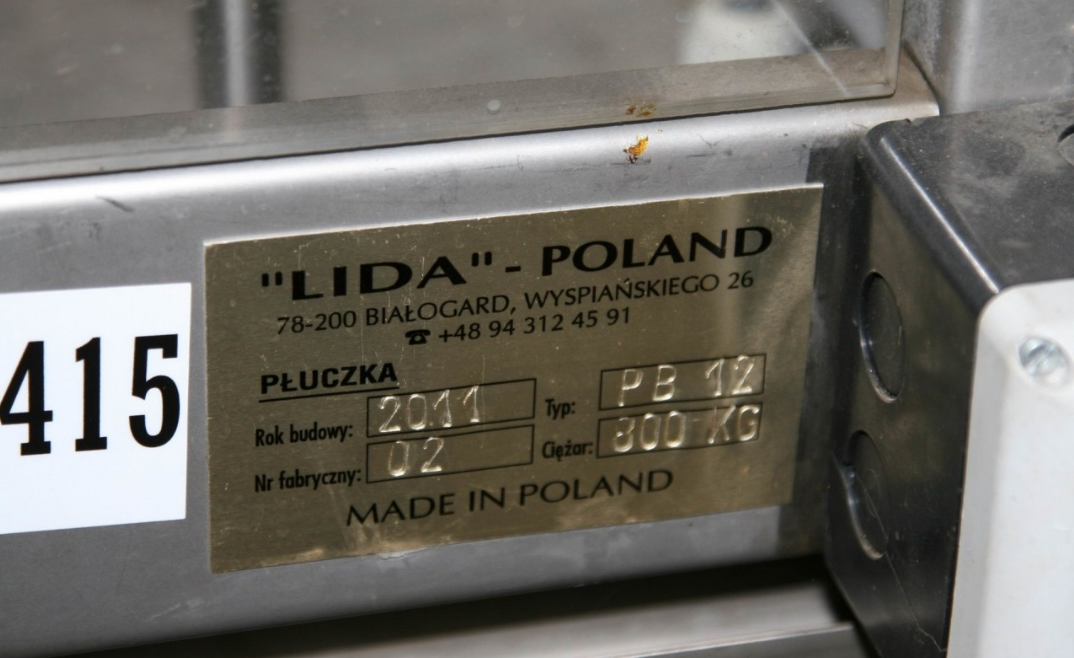 "LIDA" - POLAND
78-200 BIAŁOGARD, WYSPIAŃSKIEGO 26
☎ +48 94 312 45 91
PŁUCZKA
Rok budowy: 2011 Typ: PB 12
Nr fabryczny: 02 Ciężar: 800 KG
MADE IN POLAND
415